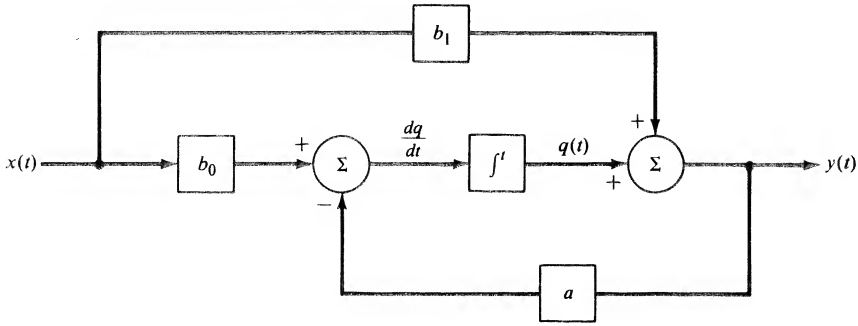 b₁
x(t)
b₀
+
Σ
−
dq
dt
∫ᵗ
q(t)
+
+
Σ
y(t)
a